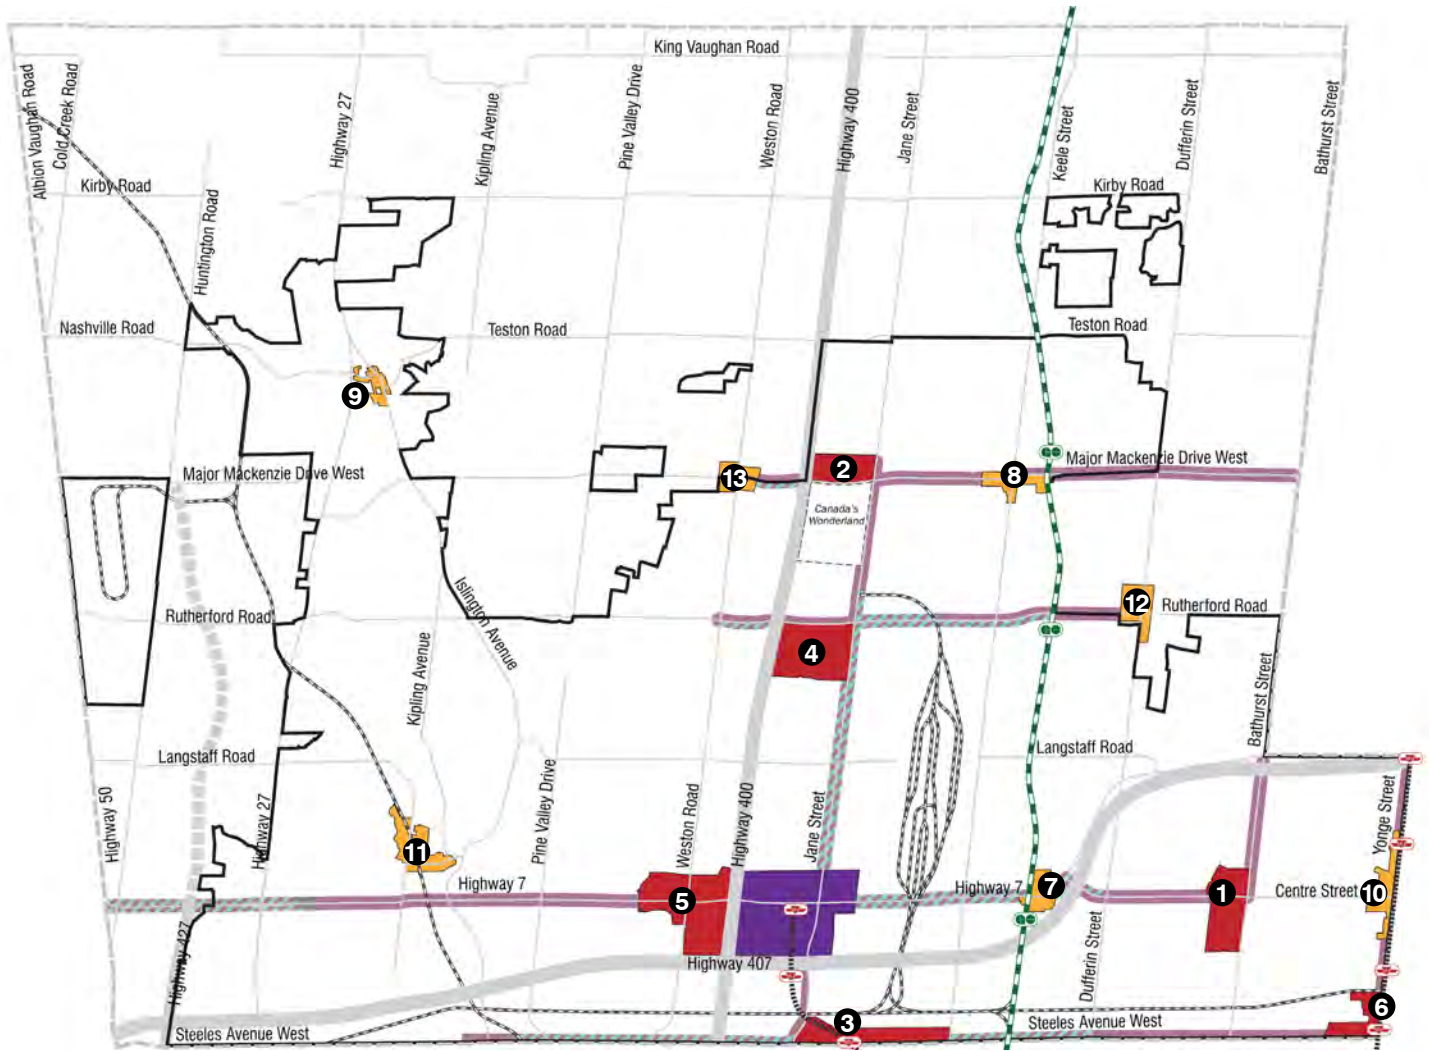 King Vaughan Road
Albion Vaughan Road
Cold Creek Road
Highway 27
Kipling Avenue
Pine Valley Drive
Weston Road
Highway 400
Jane Street
Keele Street
Dufferin Street
Bathurst Street
Kirby Road
Kirby Road
Huntington Road
Nashville Road
Teston Road
Teston Road
9
Major Mackenzie Drive West
13
2
8
Major Mackenzie Drive West
Canada's
Wonderland
Islington Avenue
Rutherford Road
12
Rutherford Road
4
Kipling Avenue
Bathurst Street
Langstaff Road
Langstaff Road
Highway 50
Highway 27
Pine Valley Drive
Weston Road
Highway 400
Jane Street
Yonge Street
11
Highway 7
5
Highway 7
7
1
Centre Street
10
Highway 427
Highway 407
Dufferin Street
Steeles Avenue West
3
Steeles Avenue West
6